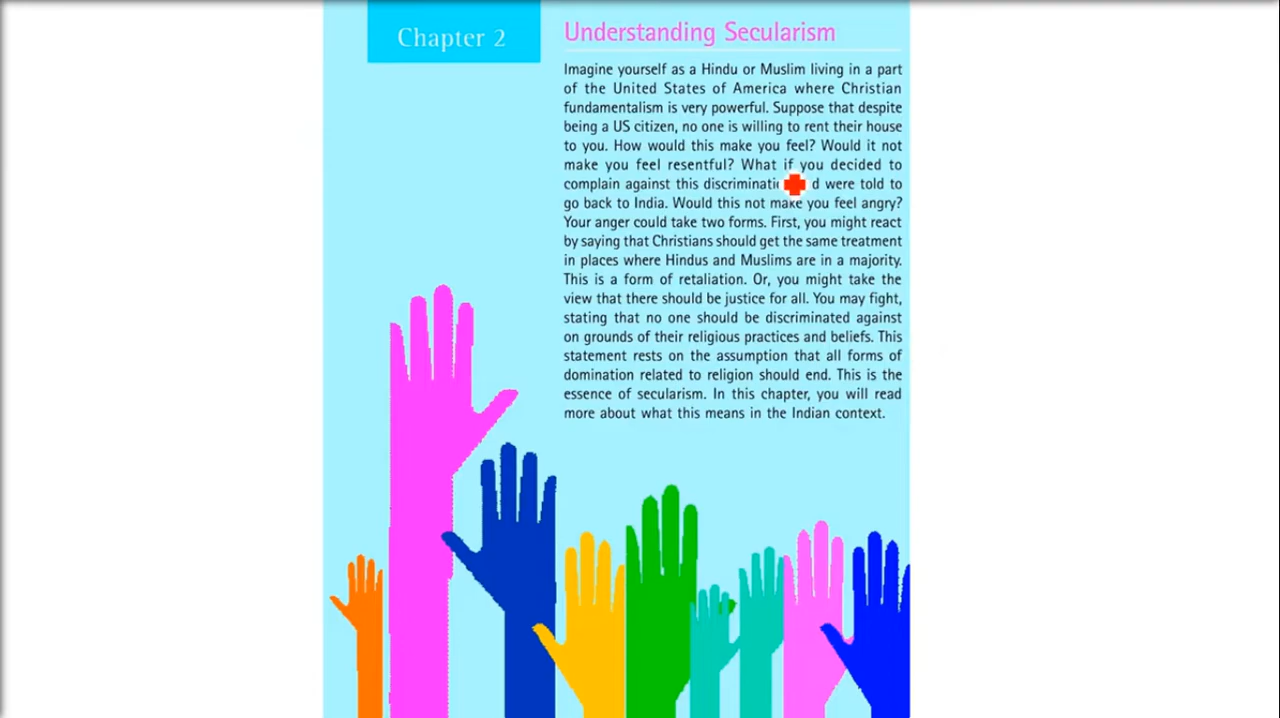 Chapter 2
Understanding Secularism
Imagine yourself as a Hindu or Muslim living in a part
of the United States of America where Christian
fundamentalism is very powerful. Suppose that despite
being a US citizen, no one is willing to rent their house
to you. How would this make you feel? Would it not
make you feel resentful? What if you decided to
complain against this were told to
go back to India. Would this not make you feel angry?
Your anger could take two forms. First, you might react
by saying that Christians should get the same treatment
in places where Hindus and Muslims are in a majority.
This is a form of retaliation. Or, you might take the
view that there should be justice for all. You may fight,
stating that no one should be discriminated against
on grounds of their religious practices and beliefs. This
statement rests on the assumption that all forms of
domination related to religion should end. This is the
essence of secularism. In this chapter, you will read
more about what this means in the Indian context.